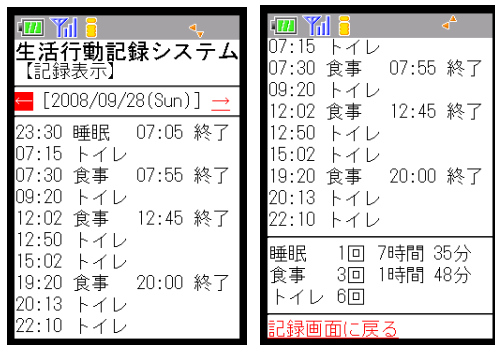 生活行動記録システム
【記録表示】
← [2008/09/28(Sun)] →
23:30 睡眠 07:05 終了
07:15 トイレ
07:30 食事 07:55 終了
09:20 トイレ
12:02 食事 12:45 終了
12:50 トイレ
15:02 トイレ
19:20 食事 20:00 終了
20:13 トイレ
22:10 トイレ
07:15 トイレ
07:30 食事 07:55 終了
09:20 トイレ
12:02 食事 12:45 終了
12:50 トイレ
15:02 トイレ
19:20 食事 20:00 終了
20:13 トイレ
22:10 トイレ
睡眠 1回 7時間 35分
食事 3回 1時間 48分
トイレ 6回
記録画面に戻る